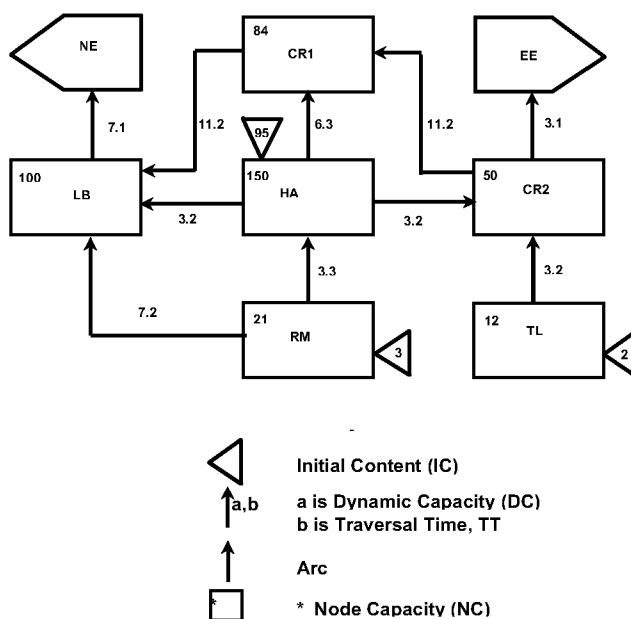 NE
84
CR1
EE
7.1
11.2
6.3
11.2
3.1
95
100
LB
150
HA
50
CR2
3.2
3.2
3.3
3.2
7.2
21
RM
3
12
TL
2
Initial Content (IC)
a,b
a is Dynamic Capacity (DC)
b is Traversal Time, TT
Arc
*
* Node Capacity (NC)